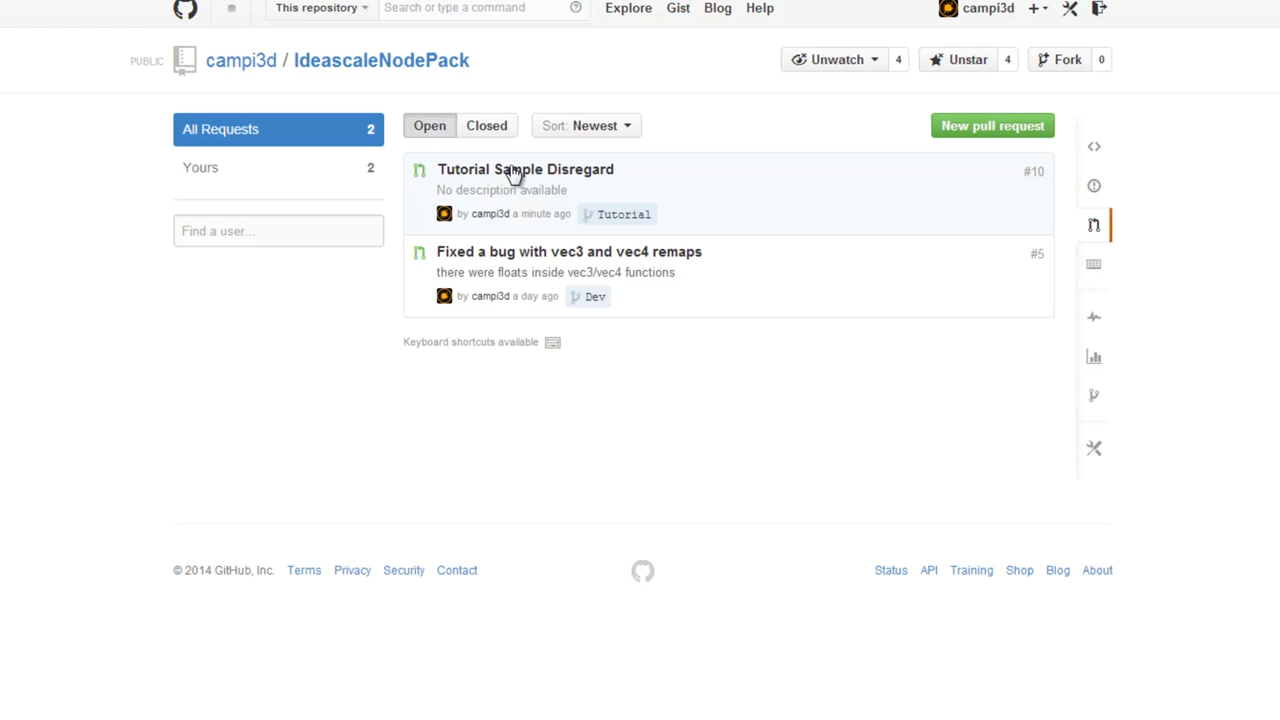 This repository Search or type a command Explore Gist Blog Help campi3d
PUBLIC campi3d / IdeascaleNodePack Unwatch 4 Unstar 4 Fork 0
All Requests 2 Open Closed Sort: Newest New pull request
Yours 2
Find a user...
Tutorial Sample Disregard #10
No description available
by campi3d a minute ago Tutorial
Fixed a bug with vec3 and vec4 remaps #5
there were floats inside vec3/vec4 functions
by campi3d a day ago Dev
Keyboard shortcuts available
© 2014 GitHub, Inc. Terms Privacy Security Contact Status API Training Shop Blog About